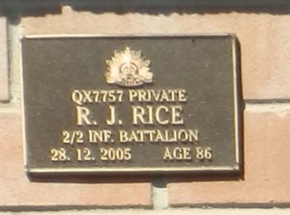 QX7757 PRIVATE
R. J. RICE
2/2 INF. BATTALION
28. 12. 2005 AGE 86